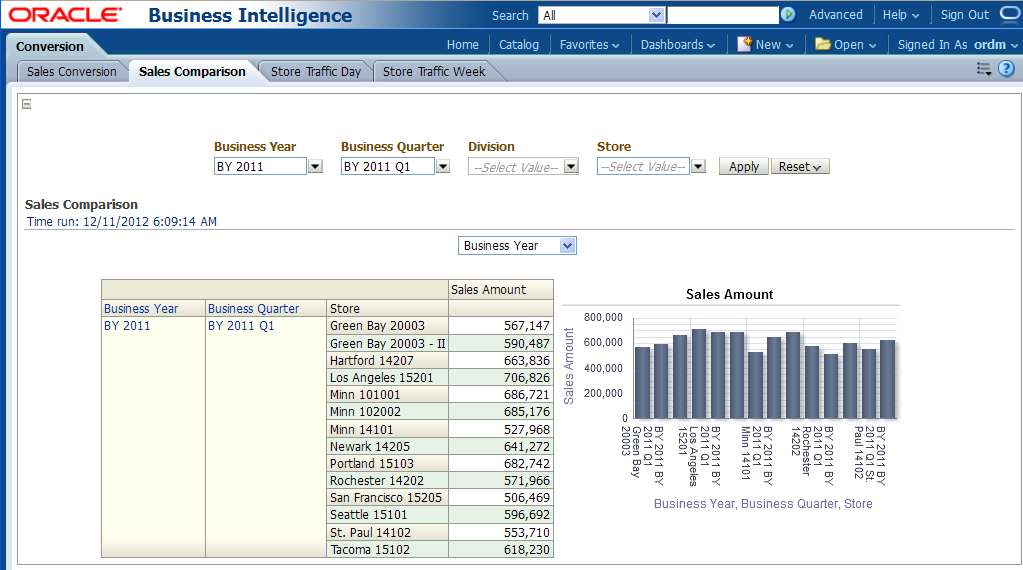 ORACLE Business Intelligence Search All Advanced Help Sign Out
Conversion Home Catalog Favorites Dashboards New Open Signed In As ordm
Sales Conversion Sales Comparison Store Traffic Day Store Traffic Week
Business Year Business Quarter Division Store
BY 2011 BY 2011 Q1 --Select Value-- --Select Value-- Apply Reset
Sales Comparison
Time run: 12/11/2012 6:09:14 AM
Business Year
Sales Amount
Business Year Business Quarter Store
BY 2011 BY 2011 Q1 Green Bay 20003 567,147
Green Bay 20003 - II 590,487
Hartford 14207 663,836
Los Angeles 15201 706,826
Minn 101001 686,721
Minn 102002 685,176
Minn 14101 527,968
Newark 14205 641,272
Portland 15103 682,742
Rochester 14202 571,966
San Francisco 15205 506,469
Seattle 15101 596,692
St. Paul 14102 553,710
Tacoma 15102 618,230
Sales Amount
Sales Amount
800,000
600,000
400,000
200,000
0
BY 2011 BY
2011 Q1
Green Bay
20003
BY 2011 BY
2011 Q1
Los Angeles
15201
BY 2011 BY
2011 Q1
Minn 14101
BY 2011 BY
2011 Q1
Rochester
14202
BY 2011 BY
2011 Q1 St.
Paul 14102
Business Year, Business Quarter, Store